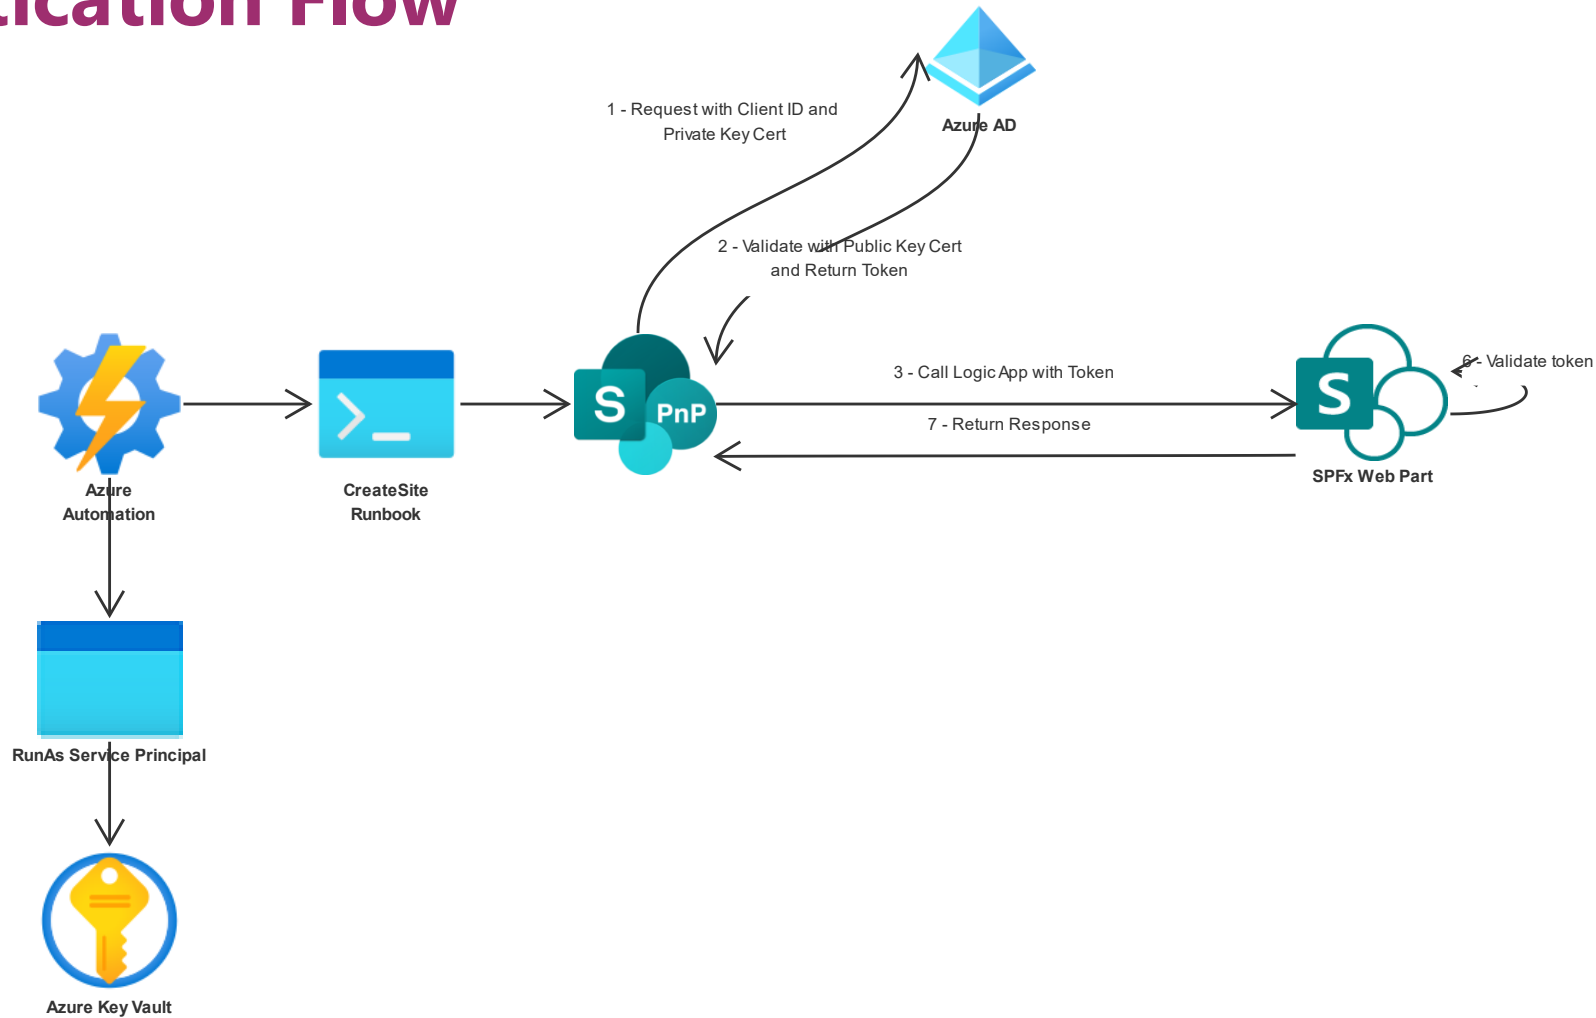 tication Flow
1 - Request with Client ID and
Private Key Cert
Azure AD
2 - Validate with Public Key Cert
and Return Token
S
PnP
3 - Call Logic App with Token
7 - Return Response
S
6 - Validate token
SPFx Web Part
Azure
Automation
CreateSite
Runbook
RunAs Service Principal
Azure Key Vault